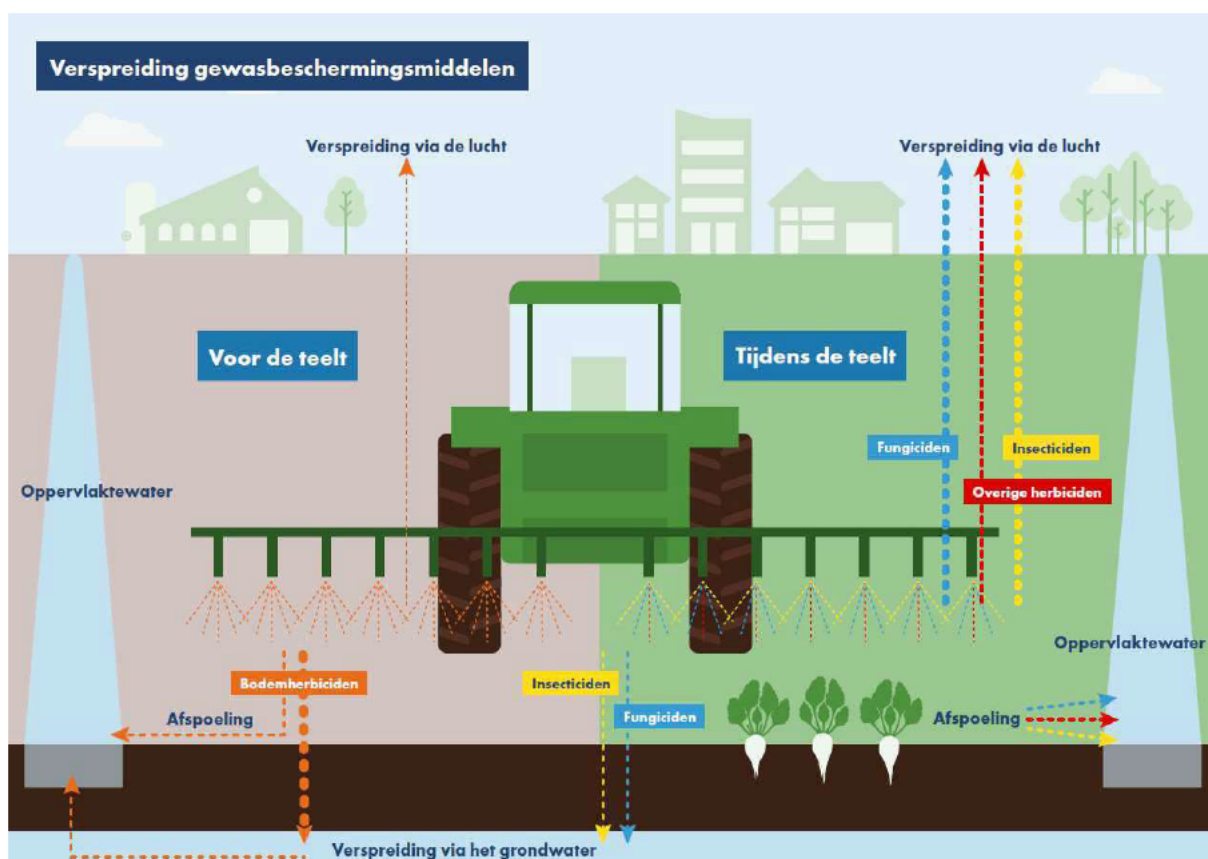 Verspreiding gewasbeschermingsmiddelen
Verspreiding via de lucht
Verspreiding via de lucht
Voor de teelt
Tijdens de teelt
Fungiciden
Insecticiden
Oppervlaktewater
Overige herbiciden
Oppervlaktewater
Bodemherbiciden
Insecticiden
Afspoeling
Fungiciden
Afspoeling
Verspreiding via het grondwater